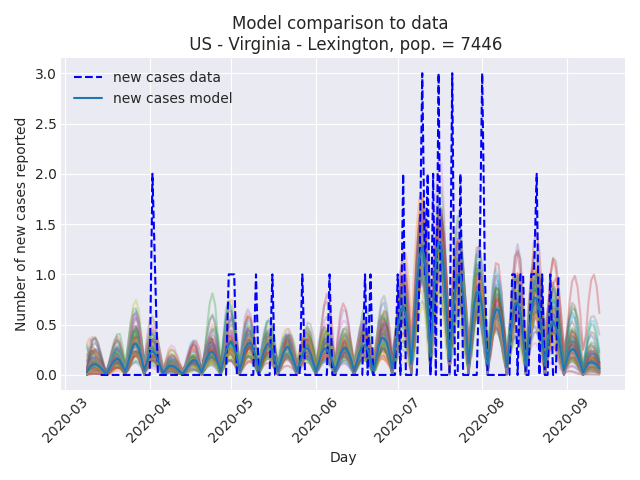 Model comparison to data
US - Virginia - Lexington, pop. = 7446
new cases data
new cases model
Number of new cases reported
3.0
2.5
2.0
1.5
1.0
0.5
0.0
2020-03
2020-04
2020-05
2020-06
2020-07
2020-08
2020-09
Day